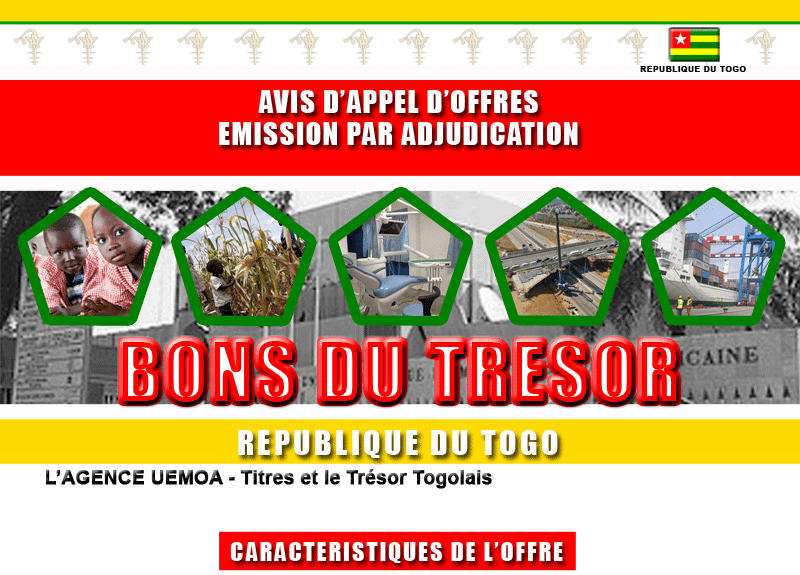 REPUBLIQUE DU TOGO
AVIS D'APPEL D'OFFRES
EMISSION PAR ADJUDICATION
CAINE
BONS DU TRESOR
REPUBLIQUE DU TOGO
L'AGENCE UEMOA - Titres et le Trésor Togolais
CARACTERISTIQUES DE L'OFFRE